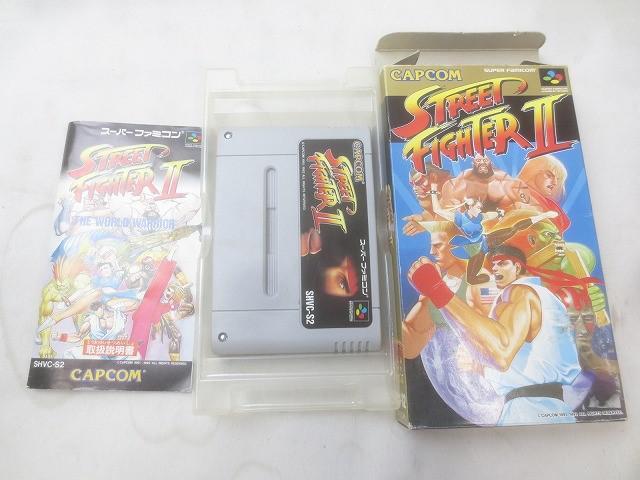 スーパーファミコン
STREET
FIGHTER II
THE WORLD WARRIOR
取扱説明書
SHVC-S2
CAPCOM
CAPCOM
STREET
FIGHTER II
スーパーファミコン
SHVC-S2
CAPCOM
SUPER FAMICOM
STREET
FIGHTER II